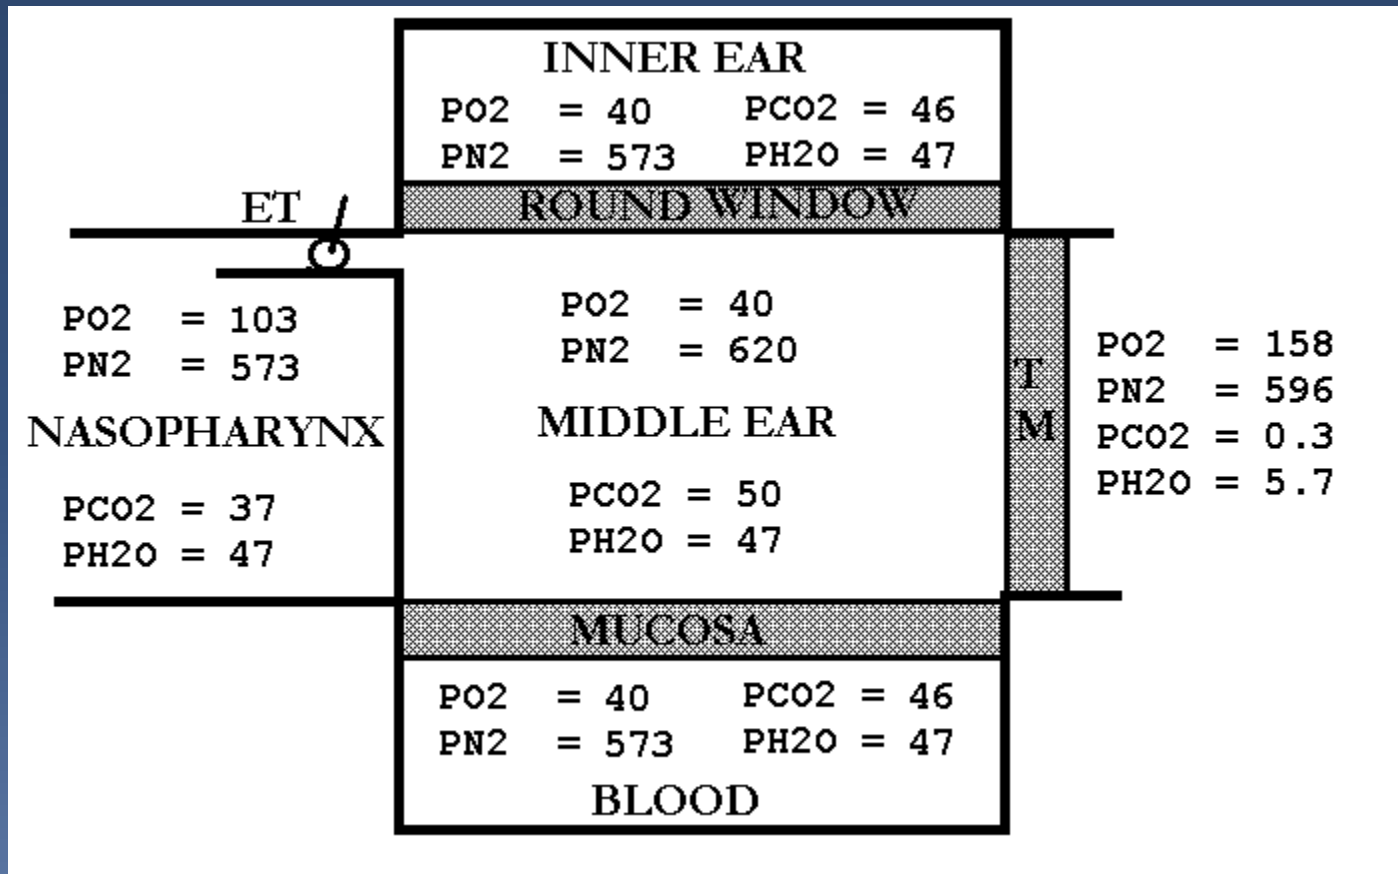 INNER EAR
PO2 = 40 PCO2 = 46
PN2 = 573 PH2O = 47
ROUND WINDOW
ET
PO2 = 103
PN2 = 573
NASOPHARYNX
PCO2 = 37
PH2O = 47
PO2 = 40
PN2 = 620
MIDDLE EAR
PCO2 = 50
PH2O = 47
T
M
PO2 = 158
PN2 = 596
PCO2 = 0.3
PH2O = 5.7
MUCOSA
PO2 = 40 PCO2 = 46
PN2 = 573 PH2O = 47
BLOOD